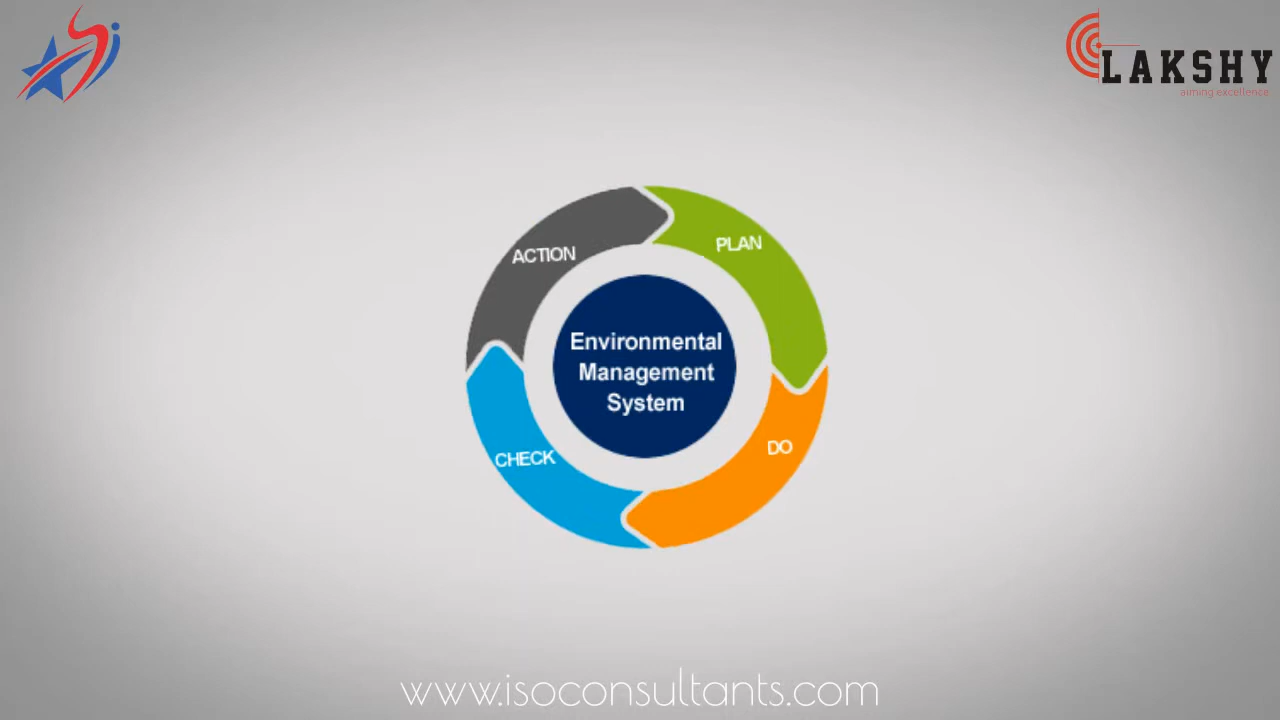 LAKSHY
aiming excellence
ACTION
PLAN
Environmental
Management
System
DO
CHECK
www.isoconsultants.com